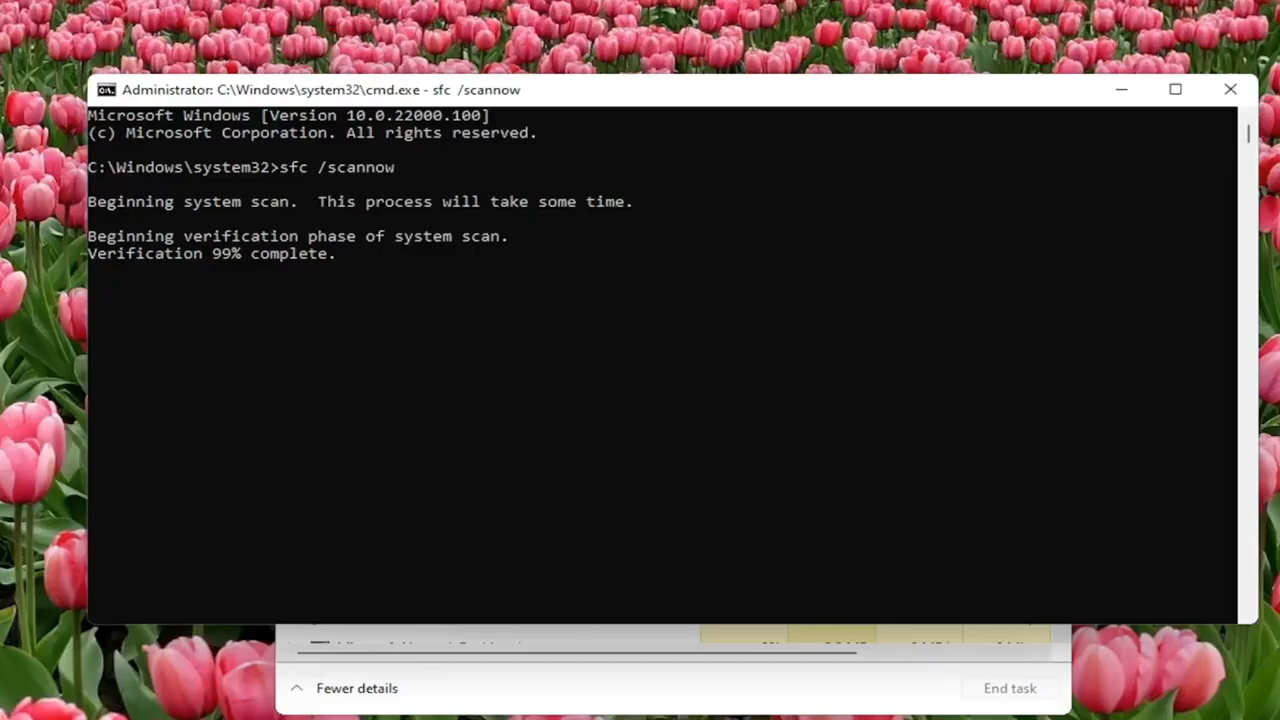 Administrator: C:\Windows\system32\cmd.exe - sfc  /scannow
Microsoft Windows [Version 10.0.22000.100]
(c) Microsoft Corporation. All rights reserved.
C:\Windows\system32>sfc /scannow
Beginning system scan.  This process will take some time.
Beginning verification phase of system scan.
Verification 99% complete.
Fewer details
End task